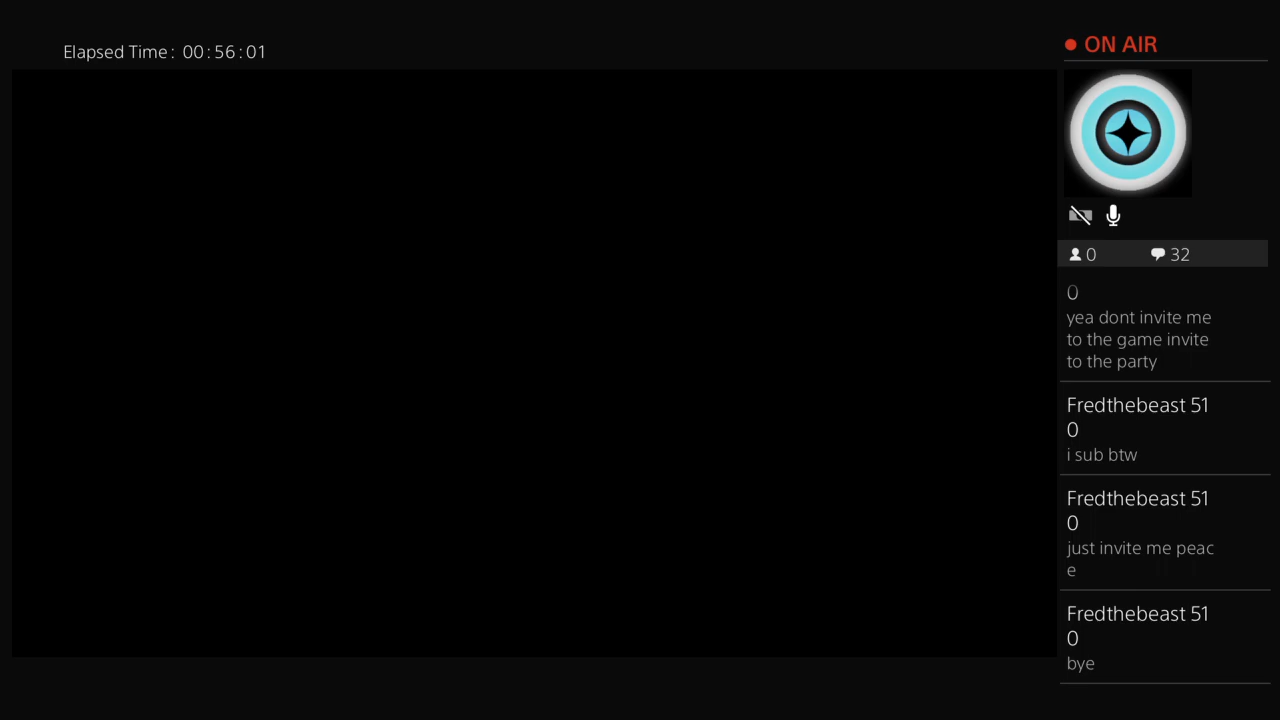 Elapsed Time: 00:56:01
ON AIR
0 32
0
yea dont invite me
to the game invite
to the party
Fredthebeast 51
0
i sub btw
Fredthebeast 51
0
just invite me peac
e
Fredthebeast 51
0
bye